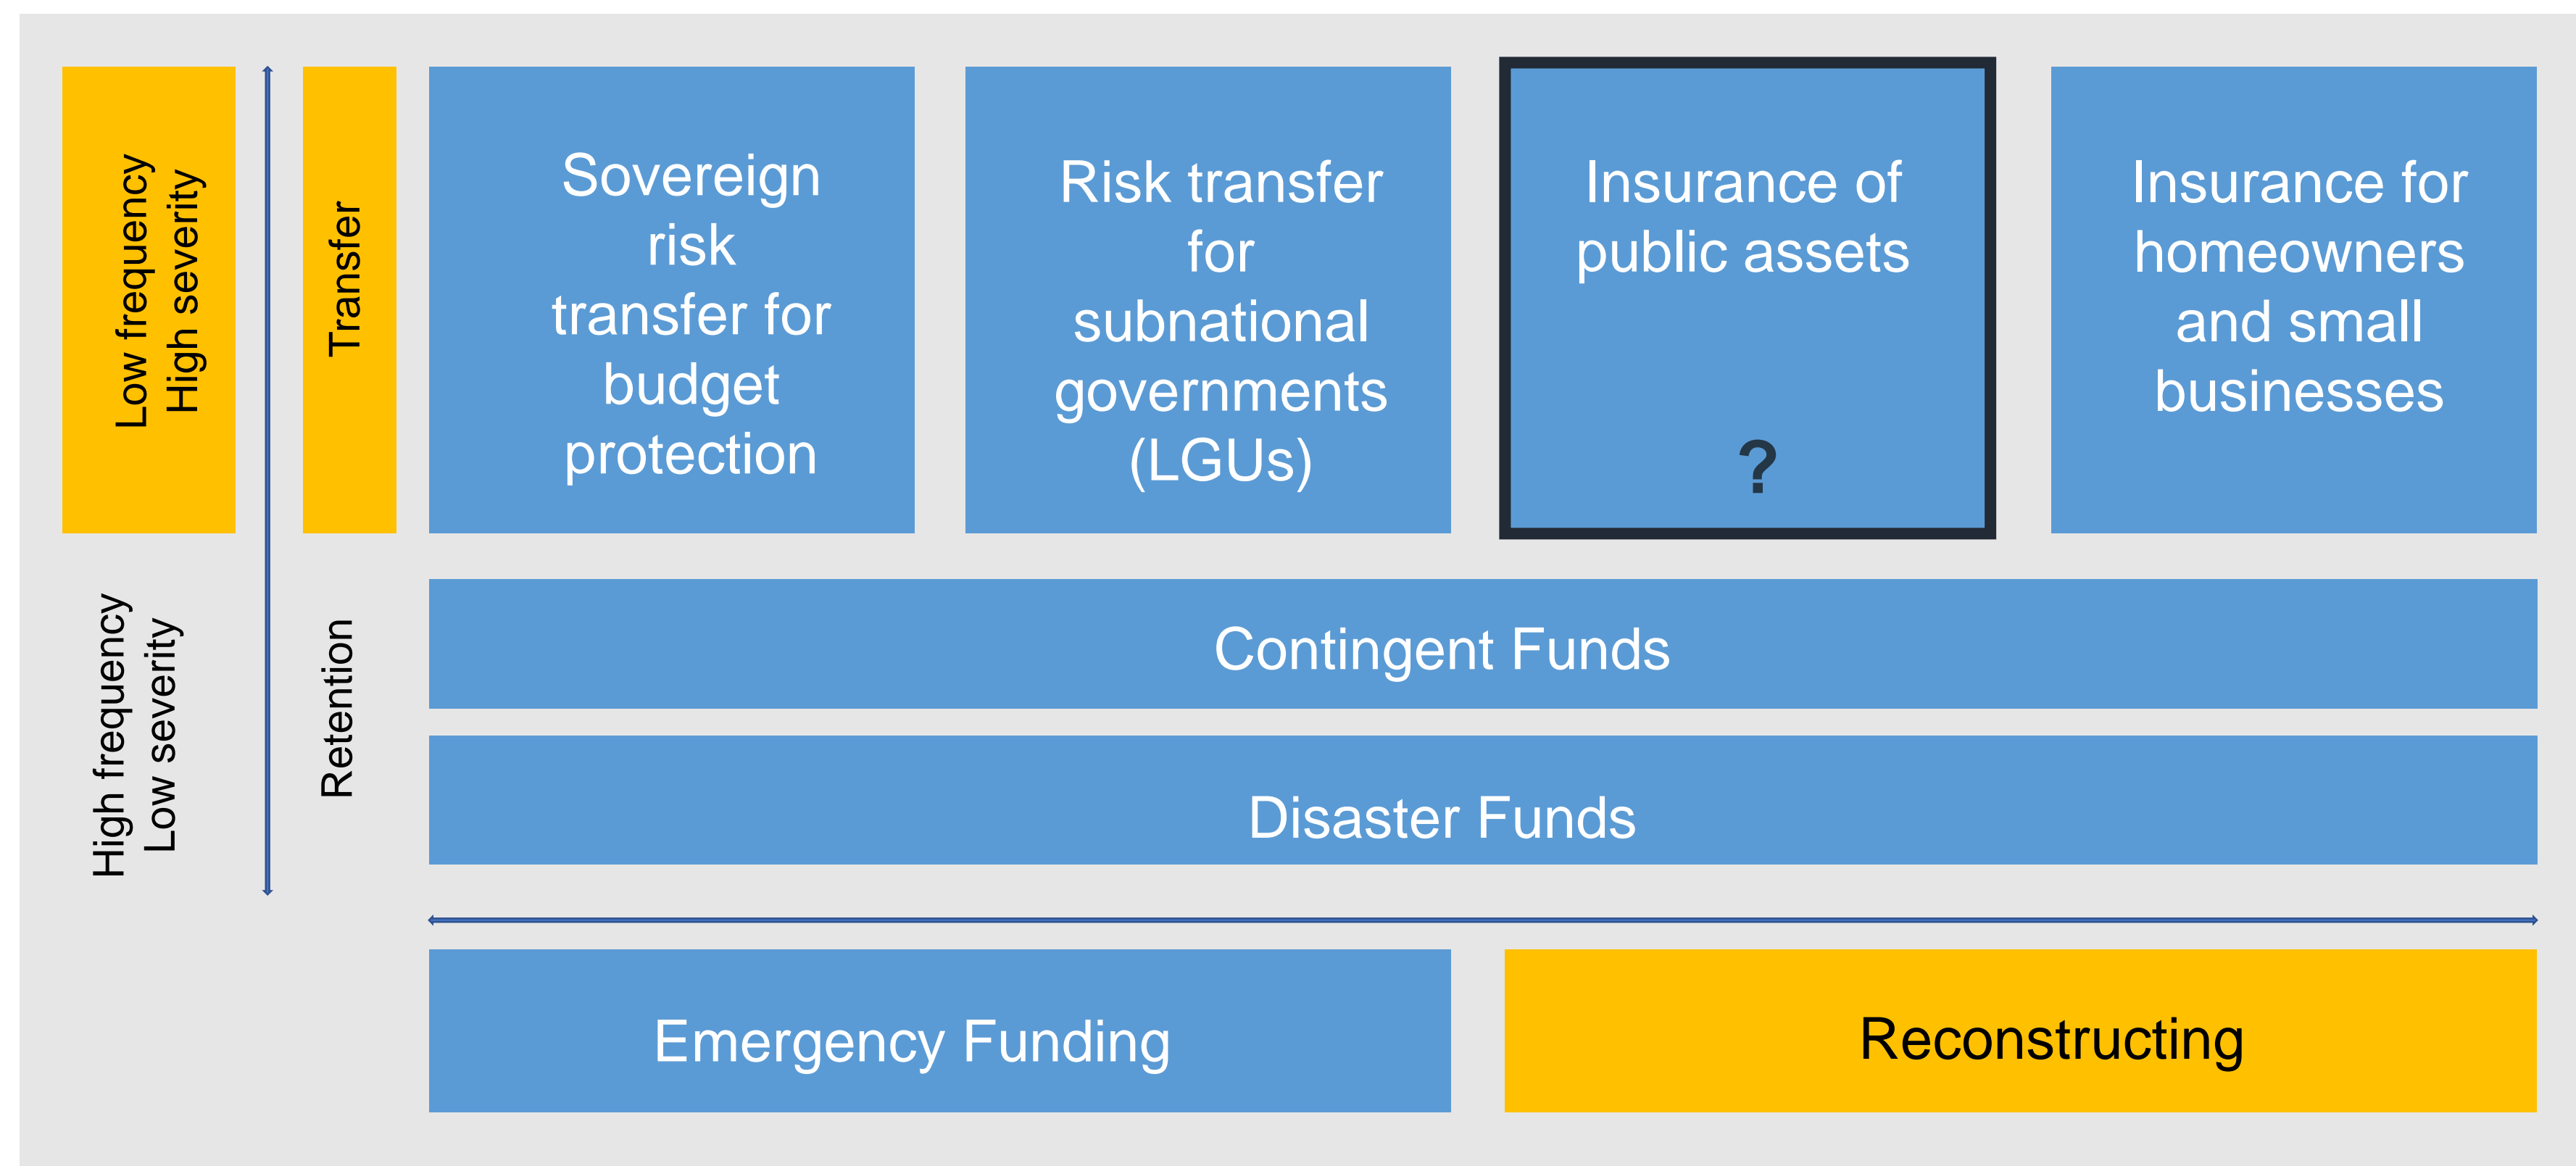 Low frequency
High severity
Transfer
Sovereign
risk
transfer for
budget
protection
Risk transfer
for
subnational
governments
(LGUs)
Insurance of
public assets
?
Insurance for
homeowners
and small
businesses
High frequency
Low severity
Retention
Contingent Funds
Disaster Funds
Emergency Funding
Reconstructing